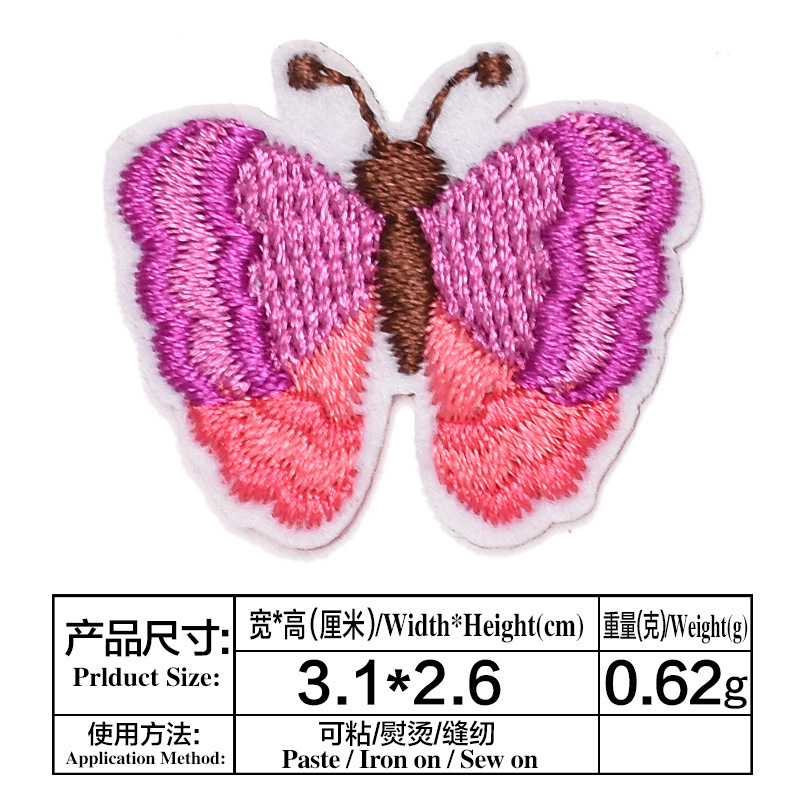 产品尺寸:
Prlduct Size:
宽*高(厘米)/Width*Height(cm)
重量(克)/Weight(g)
3.1*2.6
0.62g
使用方法:
Application Method:
可粘/熨烫/缝纫
Paste / Iron on / Sew on